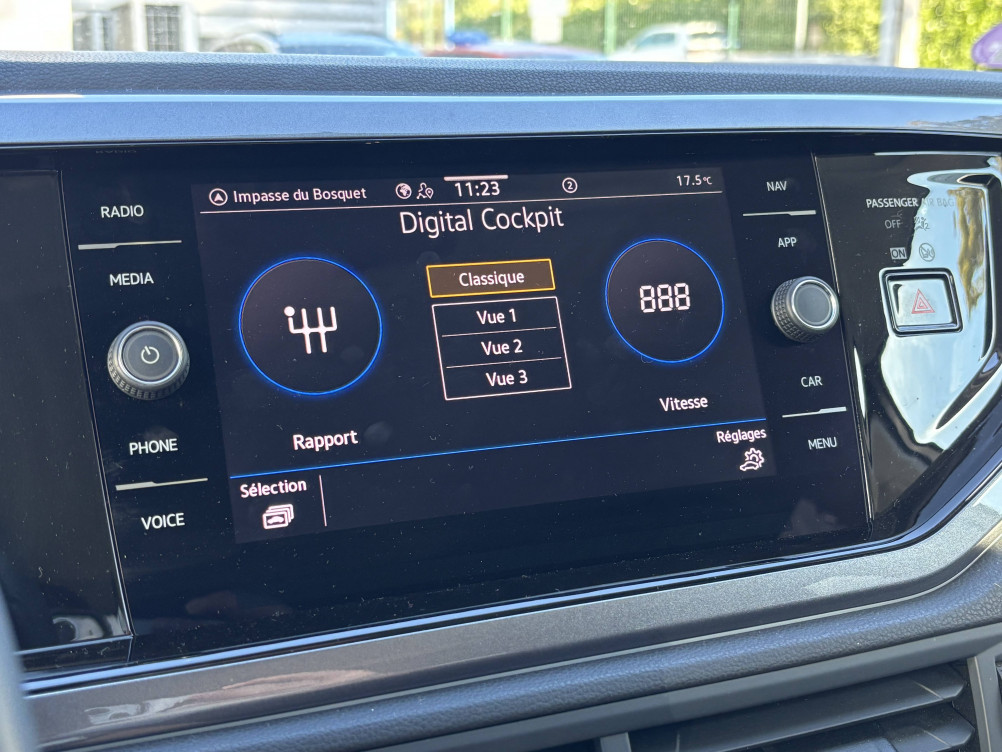 RADIO
MEDIA
PHONE
VOICE
Impasse du Bosquet
11:23
2
17.5°C
Digital Cockpit
Classique
Vue 1
Vue 2
Vue 3
888
Rapport
Vitesse
Sélection
Réglages
NAV
APP
CAR
MENU
PASSENGER
OFF
ON